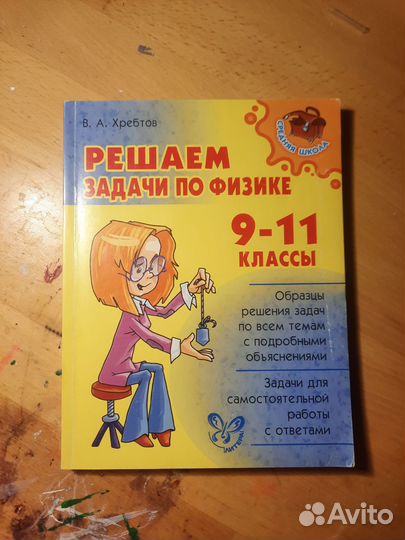 В. А. Хребтов
СРЕДНЯЯ ШКОЛА
РЕШАЕМ
ЗАДАЧИ ПО ФИЗИКЕ
9-11
КЛАССЫ
Образцы
решения задач
по всем темам
с подробными
объяснениями
Задачи для
самостоятельной
работы
с ответами
ЛИТЕРА
Avito